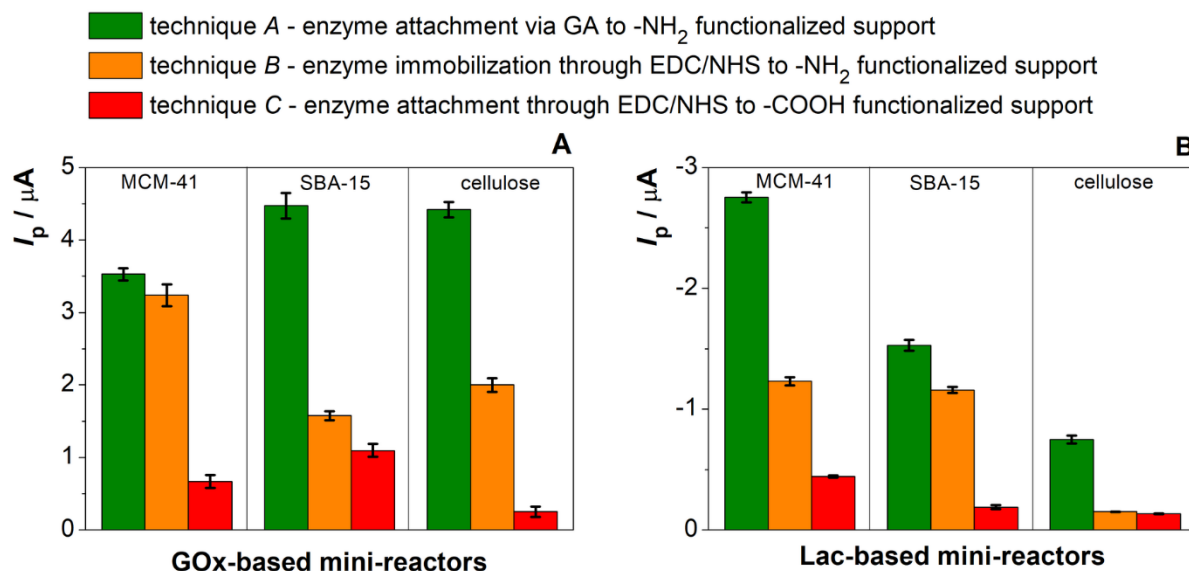 technique A - enzyme attachment via GA to -NH₂ functionalized support
technique B - enzyme immobilization through EDC/NHS to -NH₂ functionalized support
technique C - enzyme attachment through EDC/NHS to -COOH functionalized support
A
MCM-41 SBA-15 cellulose
Iₚ / µA
5
4
3
2
1
0
GOx-based mini-reactors
B
MCM-41 SBA-15 cellulose
Iₚ / µA
-3
-2
-1
0
Lac-based mini-reactors